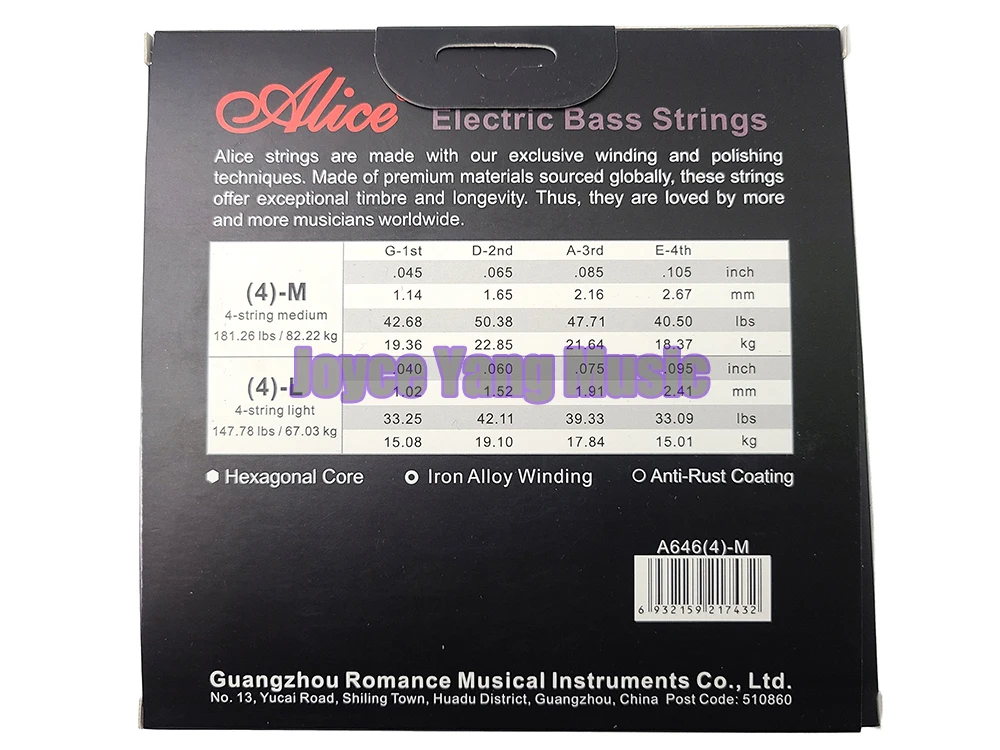 Alice Electric Bass Strings
Alice strings are made with our exclusive winding and polishing
techniques. Made of premium materials sourced globally, these strings
offer exceptional timbre and longevity. Thus, they are loved by more
and more musicians worldwide.
G-1st D-2nd A-3rd E-4th
(4)-M
4-string medium
181.26 lbs / 82.22 kg
.045 .065 .085 .105 inch
1.14 1.65 2.16 2.67 mm
42.68 50.38 47.71 40.50 lbs
19.36 22.85 21.64 18.37 kg
Joyce Yang Music
(4)-L
4-string light
147.78 lbs / 67.03 kg
.040 .060 .075 .095 inch
1.02 1.52 1.91 2.41 mm
33.25 42.11 39.33 33.09 lbs
15.08 19.10 17.84 15.01 kg
Hexagonal Core Iron Alloy Winding Anti-Rust Coating
A646(4)-M
6 932159 217432
Guangzhou Romance Musical Instruments Co., Ltd.
No. 13, Yucai Road, Shiling Town, Huadu District, Guangzhou, China Post Code: 510860